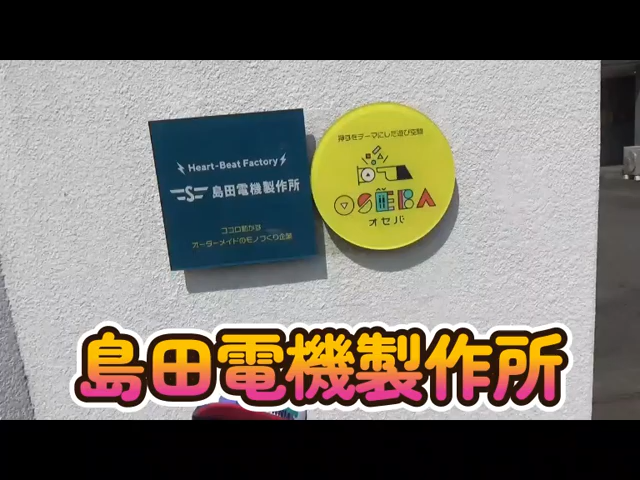 Heart-Beat Factory
島田電機製作所
ココロ動かす
オーダーメイドのモノづくり企業
押すをテーマにした遊び空間
OSEBA
オセバ
島田電機製作所